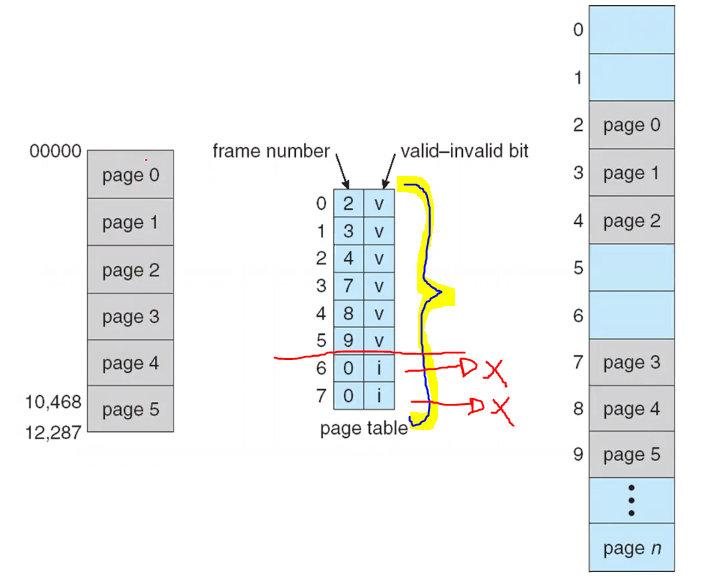 00000
page 0
page 1
page 2
page 3
page 4
10,468
page 5
12,287
frame number
valid–invalid bit
0 2 v
1 3 v
2 4 v
3 7 v
4 8 v
5 9 v
6 0 i
7 0 i
page table
D X
D X
0
1
2 page 0
3 page 1
4 page 2
5
6
7 page 3
8 page 4
9 page 5
page n